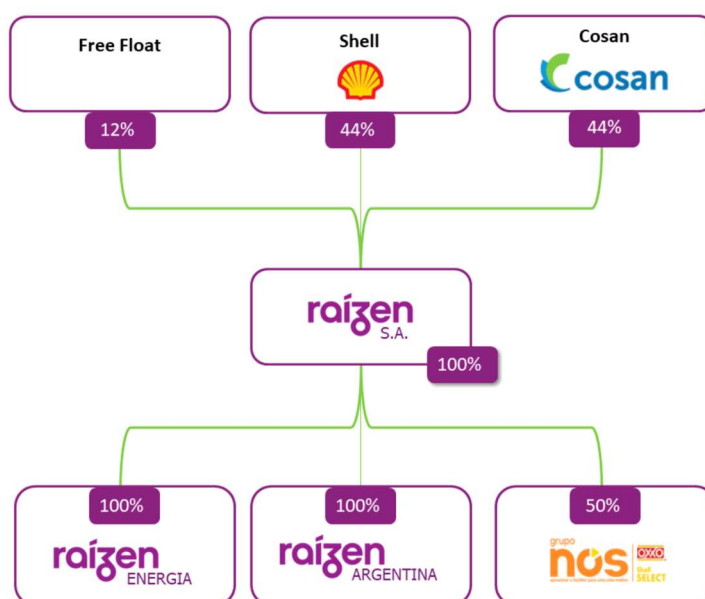 Free Float
Shell
Cosan
cosan
12%
44%
44%
raízen
S.A.
100%
100%
100%
50%
raízen
ENERGIA
raízen
ARGENTINA
grupo
nós
OXXO
Shell
SELECT